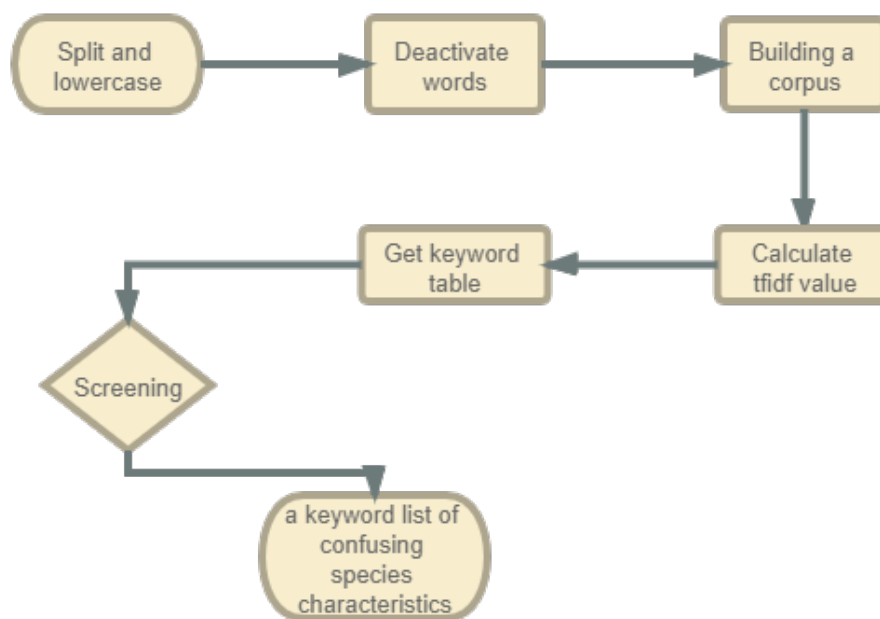 Split and
lowercase
Deactivate
words
Building a
corpus
Calculate
tfidf value
Get keyword
table
Screening
a keyword list of
confusing
species
characteristics